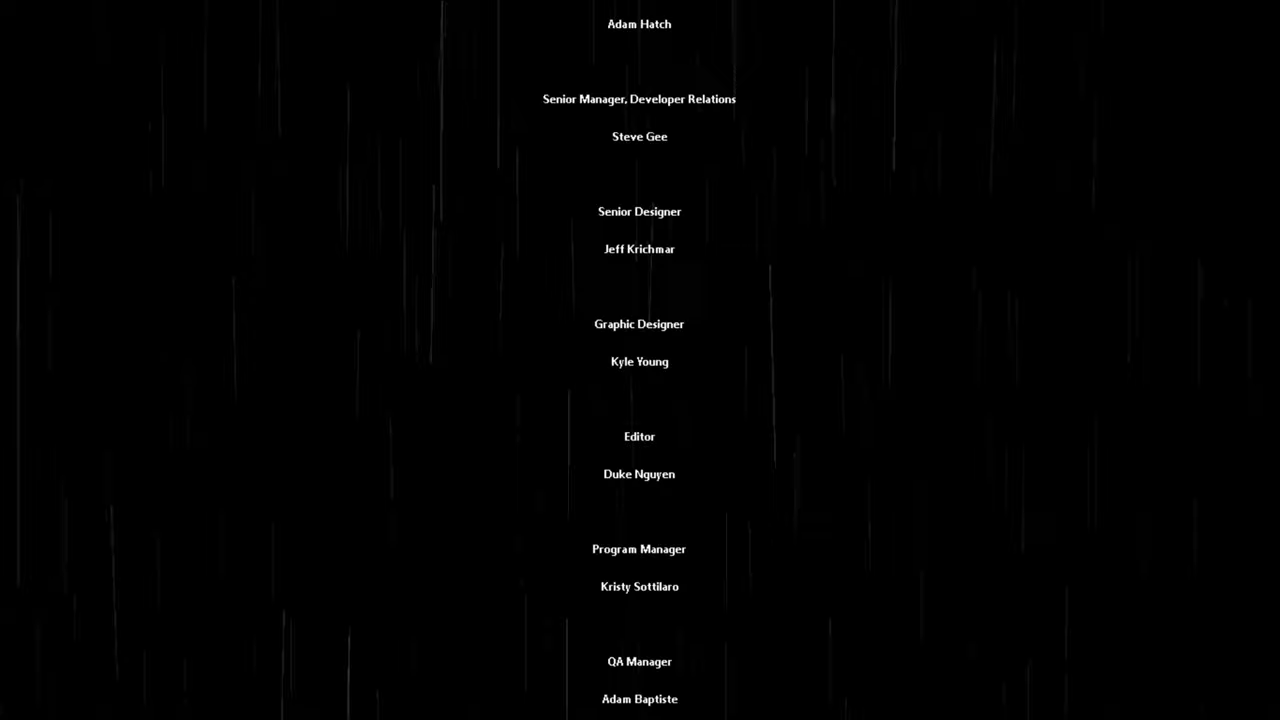 Adam Hatch
Senior Manager, Developer Relations
Steve Gee
Senior Designer
Jeff Krichmar
Graphic Designer
Kyle Young
Editor
Duke Nguyen
Program Manager
Kristy Sottilaro
QA Manager
Adam Baptiste